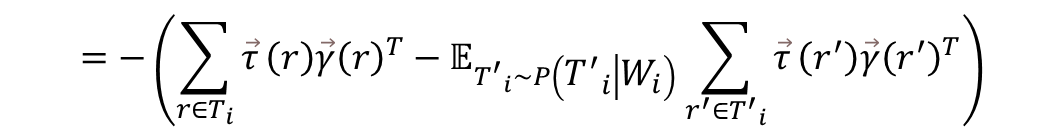 = − ( ∑_{r∈T_i} τ⃗ (r)γ⃗(r)^T − 𝔼_{T′_i∼P(T′_i|W_i)} ∑_{r′∈T′_i} τ⃗ (r′)γ⃗(r′)^T )